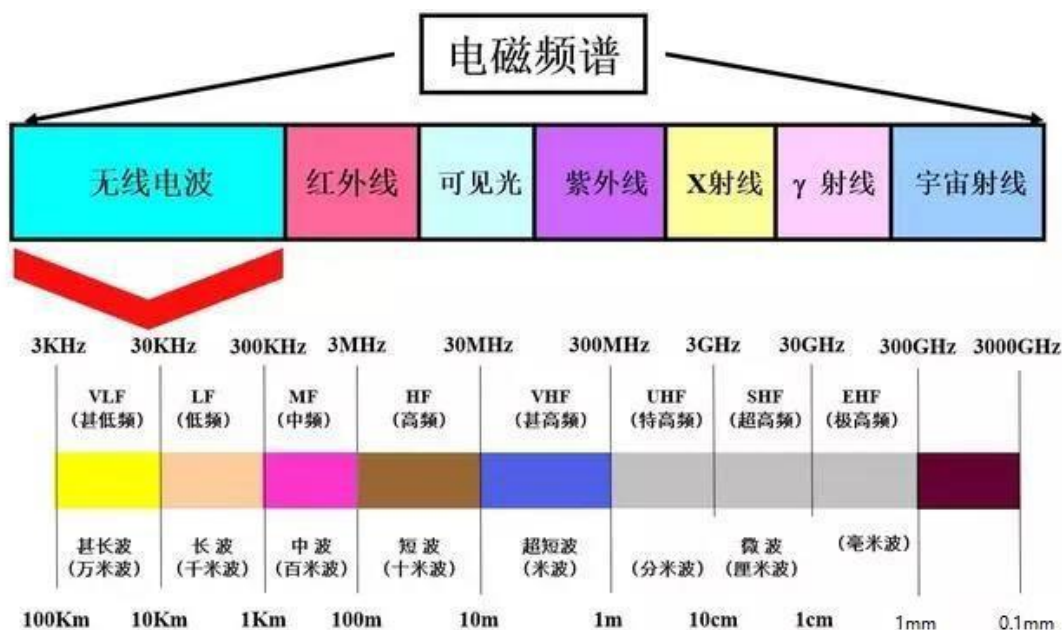 电磁频谱
无线电波 红外线 可见光 紫外线 X射线 γ 射线 宇宙射线
3KHz 30KHz 300KHz 3MHz 30MHz 300MHz 3GHz 30GHz 300GHz 3000GHz
VLF LF MF HF VHF UHF SHF EHF
(甚低频) (低频) (中频) (高频) (甚高频) (特高频) (超高频) (极高频)
甚长波 长 波 中 波 短 波 超短波 微 波
(万米波) (千米波) (百米波) (十米波) (米波) (分米波) (厘米波) (毫米波)
100Km 10Km 1Km 100m 10m 1m 10cm 1cm 1mm 0.1mm